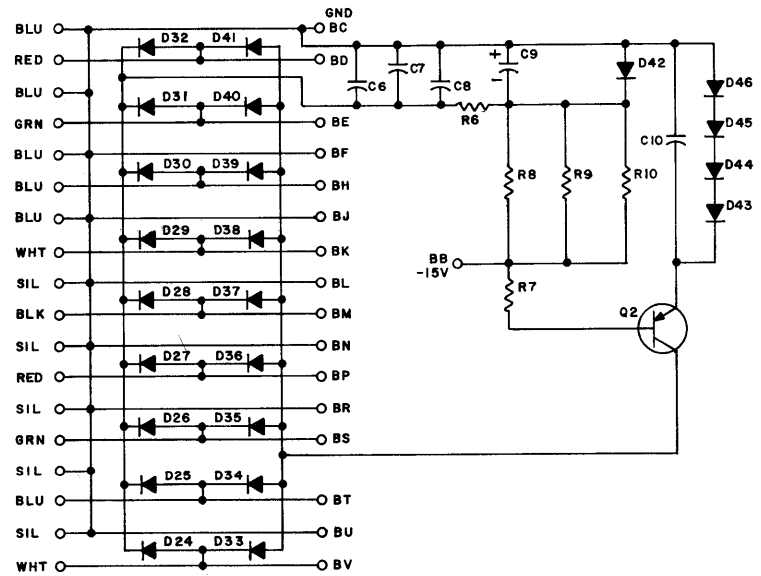 GND
BLU BC
D32 D41
RED BD
C9
+
-
D42
C6 C7 C8
D46
BLU
D31 D40
R6
GRN BE
D45
C10
BLU BF
D30 D39
D44
R8 R9 R10
BLU BH
D43
BLU BJ
D29 D38
WHT BK
BB
-15V
SIL BL
D28 D37
R7
BLK BM
Q2
SIL BN
D27 D36
RED BP
SIL BR
D26 D35
GRN BS
SIL
D25 D34
BLU BT
SIL BU
D24 D33
WHT BV